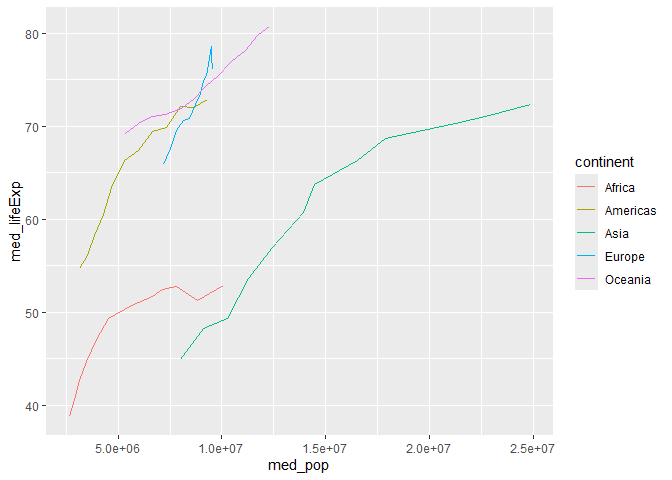 80
70
60
50
40
med_lifeExp
5.0e+06
1.0e+07
1.5e+07
2.0e+07
2.5e+07
med_pop
continent
Africa
Americas
Asia
Europe
Oceania